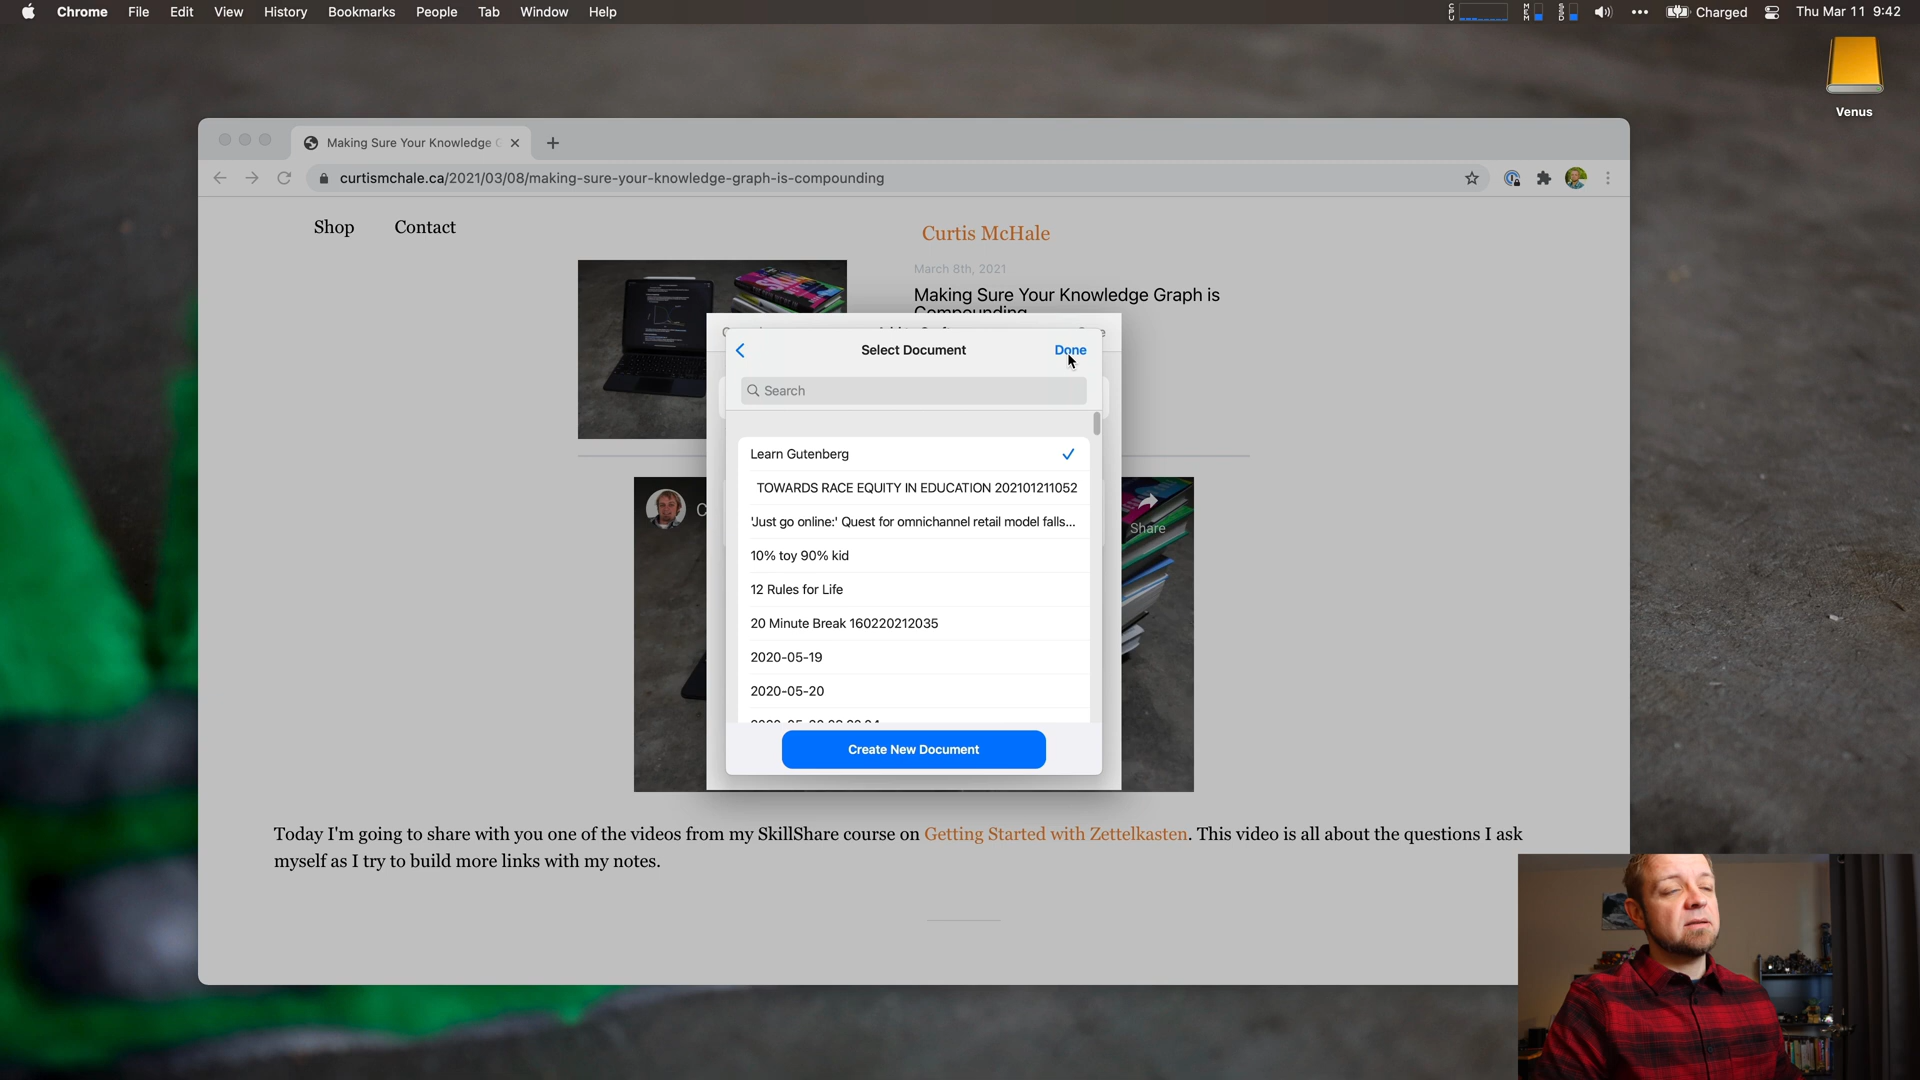 Chrome File Edit View History Bookmarks People Tab Window Help
CPU MEM SSD ••• Charged Thu Mar 11 9:42
Venus
Making Sure Your Knowledge
curtismchale.ca/2021/03/08/making-sure-your-knowledge-graph-is-compounding
Shop Contact
Curtis McHale
March 8th, 2021
Making Sure Your Knowledge Graph is
Compounding
Select Document Done
Search
Learn Gutenberg
TOWARDS RACE EQUITY IN EDUCATION 202101211052
'Just go online:' Quest for omnichannel retail model falls...
10% toy 90% kid
12 Rules for Life
20 Minute Break 160220212035
2020-05-19
2020-05-20
Create New Document
C
Share
Today I'm going to share with you one of the videos from my SkillShare course on Getting Started with Zettelkasten. This video is all about the questions I ask
myself as I try to build more links with my notes.